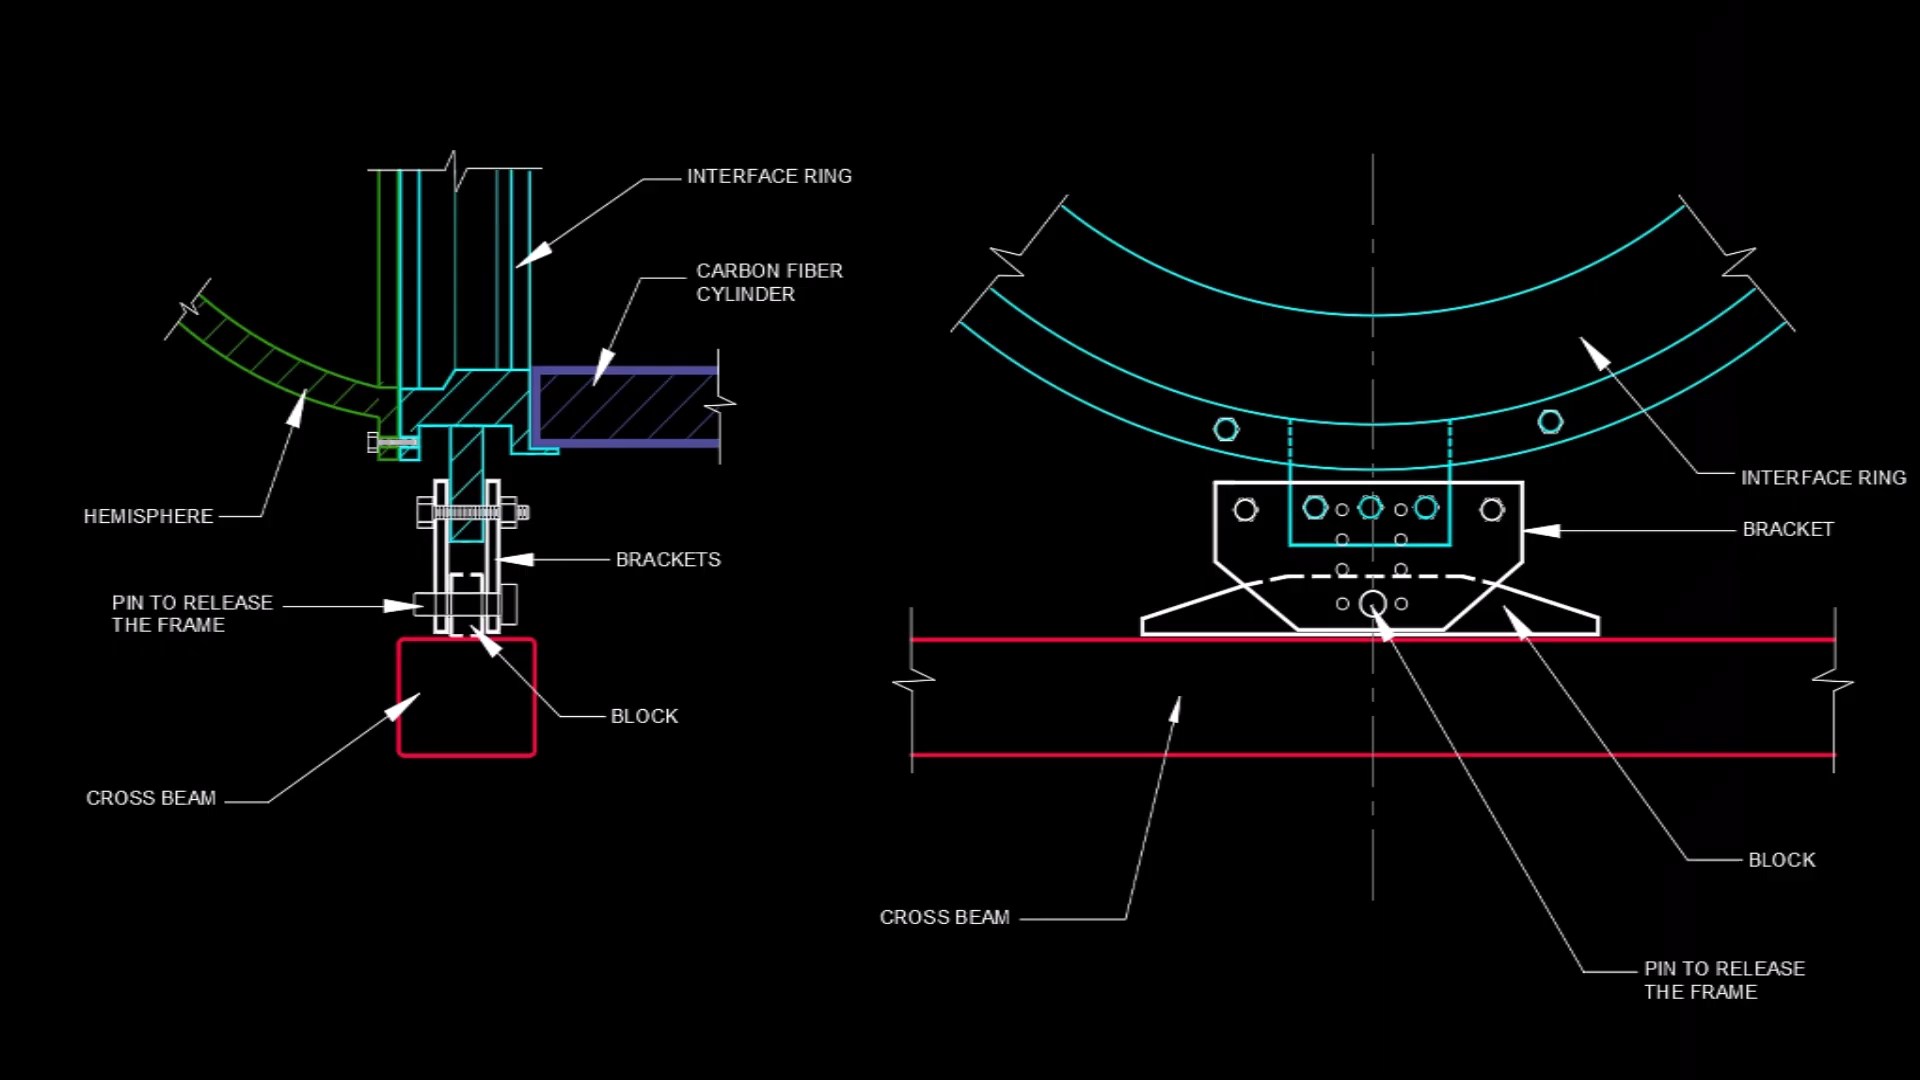 INTERFACE RING
CARBON FIBER
CYLINDER
HEMISPHERE
BRACKETS
PIN TO RELEASE
THE FRAME
BLOCK
CROSS BEAM
INTERFACE RING
BRACKET
BLOCK
CROSS BEAM
PIN TO RELEASE
THE FRAME